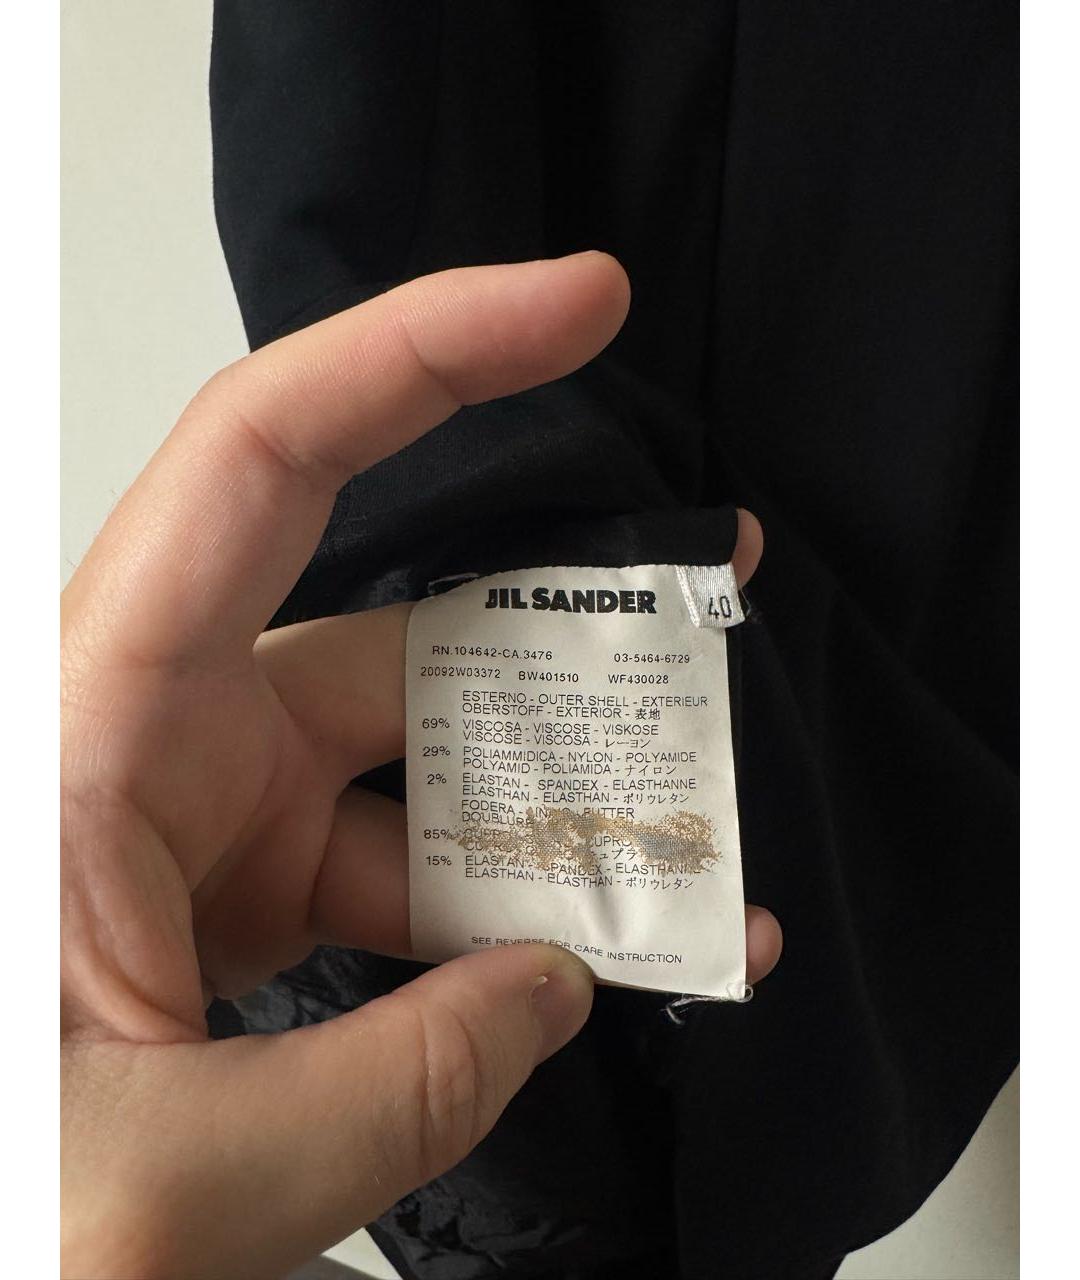 JIL SANDER
40
RN.104642-CA.3476 03-5464-6729
20092W03372 BW401510 WF430028
ESTERNO - OUTER SHELL - EXTERIEUR
OBERSTOFF - EXTERIOR - 表地
69% VISCOSA - VISCOSE - VISKOSE
VISCOSE - VISCOSA - レーヨン
29% POLIAMMIDICA - NYLON - POLYAMIDE
POLYAMID - POLIAMIDA - ナイロン
2% ELASTAN - SPANDEX - ELASTHANNE
ELASTHAN - ELASTHAN - ポリウレタン
FODERA -
DOUBLURE
85% CUPRO
15% ELASTAN - SPANDEX - ELASTHANNE
ELASTHAN - ELASTHAN - ポリウレタン
SEE REVERSE FOR CARE INSTRUCTION